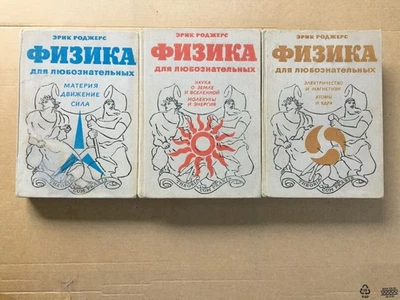 ЭРИК РОДЖЕРС
ФИЗИКА
ДЛЯ ЛЮБОЗНАТЕЛЬНЫХ
МАТЕРИЯ
ДВИЖЕНИЕ
СИЛА
ЭРИК РОДЖЕРС
ФИЗИКА
ДЛЯ ЛЮБОЗНАТЕЛЬНЫХ
НАУКА
О ЗЕМЛЕ
И ВСЕЛЕННОЙ
МОЛЕКУЛЫ
И ЭНЕРГИЯ
ЭРИК РОДЖЕРС
ФИЗИКА
ДЛЯ ЛЮБОЗНАТЕЛЬНЫХ
ЭЛЕКТРИЧЕСТВО
И МАГНЕТИЗМ
АТОМЫ
И ЯДРА